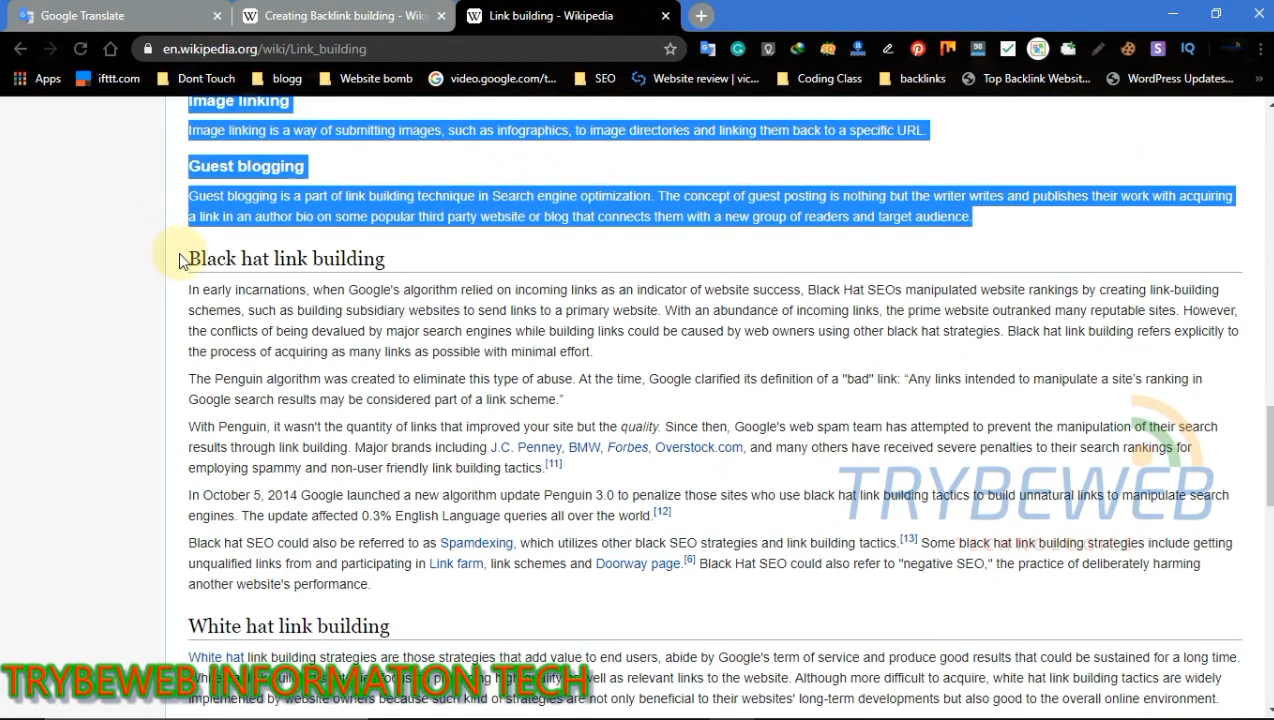 Google Translate
Creating Backlink building - Wiki
Link building - Wikipedia
en.wikipedia.org/wiki/Link_building
Apps
ifttt.com
Dont Touch
blogg
Website bomb
video.google.com/t...
SEO
Website review | vic...
Coding Class
backlinks
Top Backlink Websit...
WordPress Updates...
Image linking
Image linking is a way of submitting images, such as infographics, to image directories and linking them back to a specific URL.
Guest blogging
Guest blogging is a part of link building technique in Search engine optimization. The concept of guest posting is nothing but the writer writes and publishes their work with acquiring
a link in an author bio on some popular third party website or blog that connects them with a new group of readers and target audience.
Black hat link building
In early incarnations, when Google's algorithm relied on incoming links as an indicator of website success, Black Hat SEOs manipulated website rankings by creating link-building
schemes, such as building subsidiary websites to send links to a primary website. With an abundance of incoming links, the prime website outranked many reputable sites. However,
the conflicts of being devalued by major search engines while building links could be caused by web owners using other black hat strategies. Black hat link building refers explicitly to
the process of acquiring as many links as possible with minimal effort.
The Penguin algorithm was created to eliminate this type of abuse. At the time, Google clarified its definition of a "bad" link: “Any links intended to manipulate a site’s ranking in
Google search results may be considered part of a link scheme.”
With Penguin, it wasn't the quantity of links that improved your site but the quality. Since then, Google's web spam team has attempted to prevent the manipulation of their search
results through link building. Major brands including J.C. Penney, BMW, Forbes, Overstock.com, and many others have received severe penalties to their search rankings for
employing spammy and non-user friendly link building tactics.[11]
In October 5, 2014 Google launched a new algorithm update Penguin 3.0 to penalize those sites who use black hat link building tactics to build unnatural links to manipulate search
engines. The update affected 0.3% English Language queries all over the world.[12]
Black hat SEO could also be referred to as Spamdexing, which utilizes other black SEO strategies and link building tactics.[13] Some black hat link building strategies include getting
unqualified links from and participating in Link farm, link schemes and Doorway page.[6] Black Hat SEO could also refer to "negative SEO," the practice of deliberately harming
another website's performance.
TRYBEWEB
White hat link building
White hat link building strategies are those strategies that add value to end users, abide by Google's term of service and produce good results that could be sustained for a long time.
as relevant links to the website. Although more difficult to acquire, white hat link building tactics are widely
implemented by website owners because such kind of strategies are not only beneficial to their websites' long-term developments but also good to the overall online environment.
TRYBEWEB INFORMATION TECH